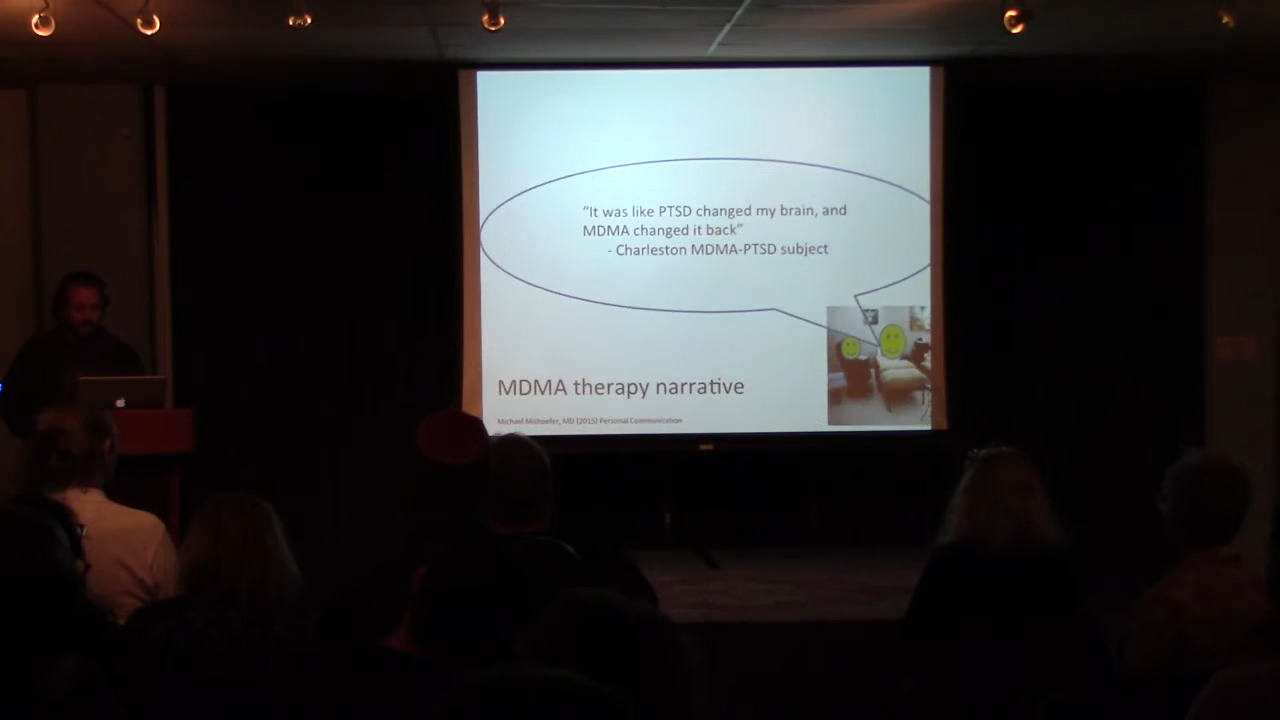 “It was like PTSD changed my brain, and
MDMA changed it back”
- Charleston MDMA-PTSD subject
MDMA therapy narrative
Michael Mithoefer, MD (2015) Personal Communication